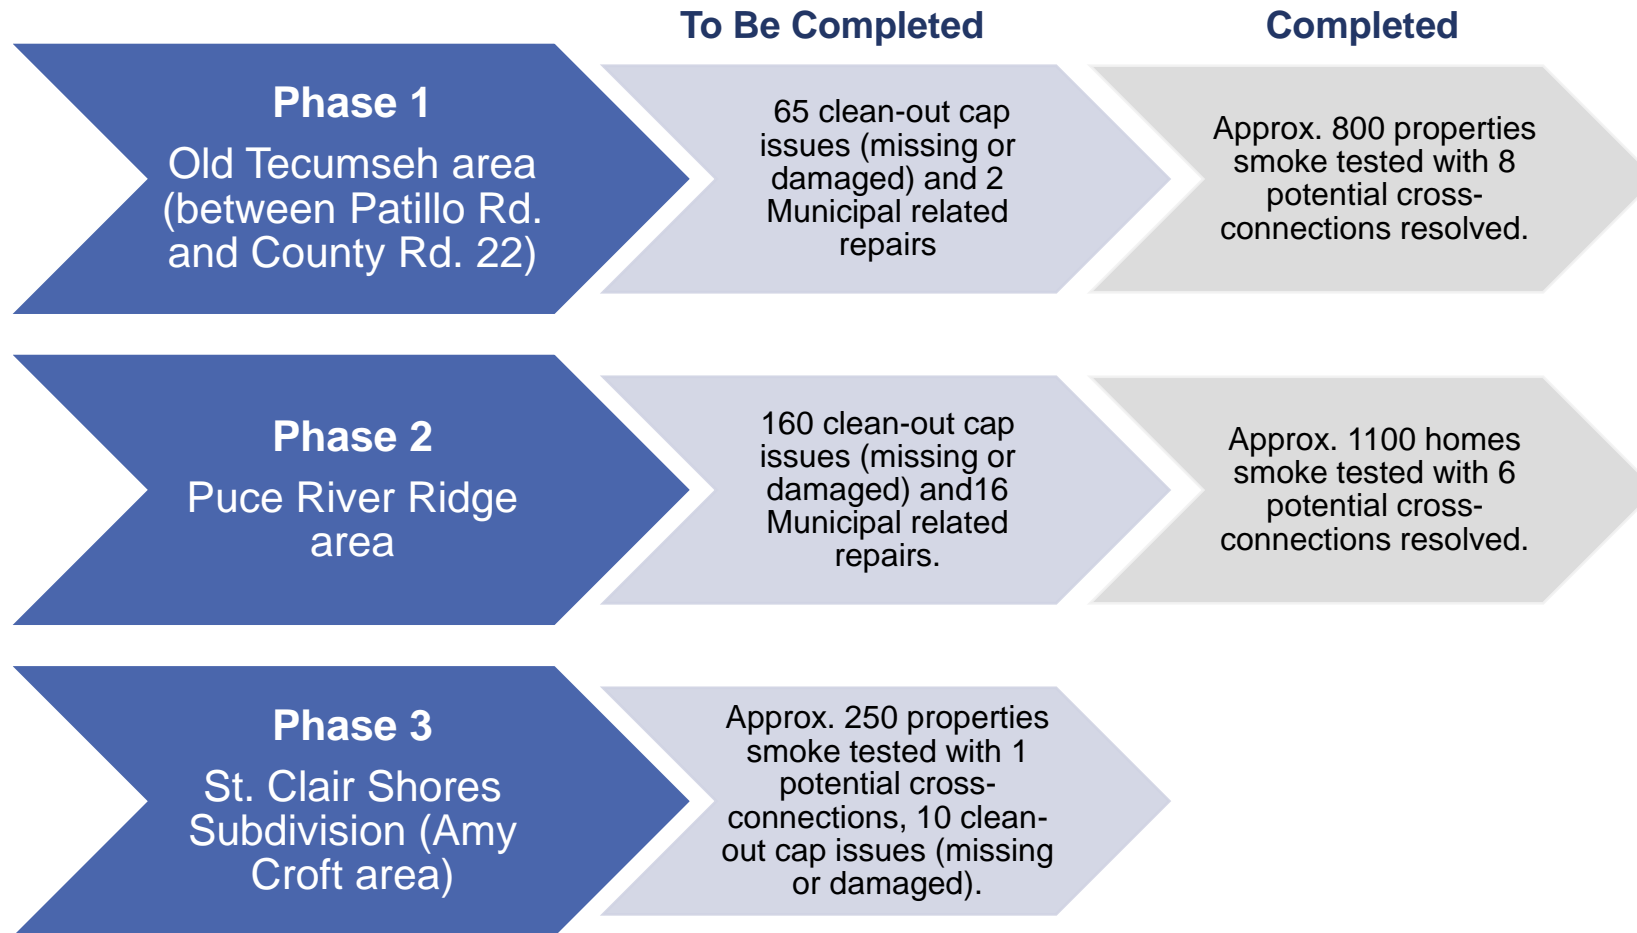 To Be Completed
Completed
Phase 1
Old Tecumseh area
(between Patillo Rd.
and County Rd. 22)
65 clean-out cap
issues (missing or
damaged) and 2
Municipal related
repairs
Approx. 800 properties
smoke tested with 8
potential cross-
connections resolved.
Phase 2
Puce River Ridge
area
160 clean-out cap
issues (missing or
damaged) and16
Municipal related
repairs.
Approx. 1100 homes
smoke tested with 6
potential cross-
connections resolved.
Phase 3
St. Clair Shores
Subdivision (Amy
Croft area)
Approx. 250 properties
smoke tested with 1
potential cross-
connections, 10 clean-
out cap issues (missing
or damaged).